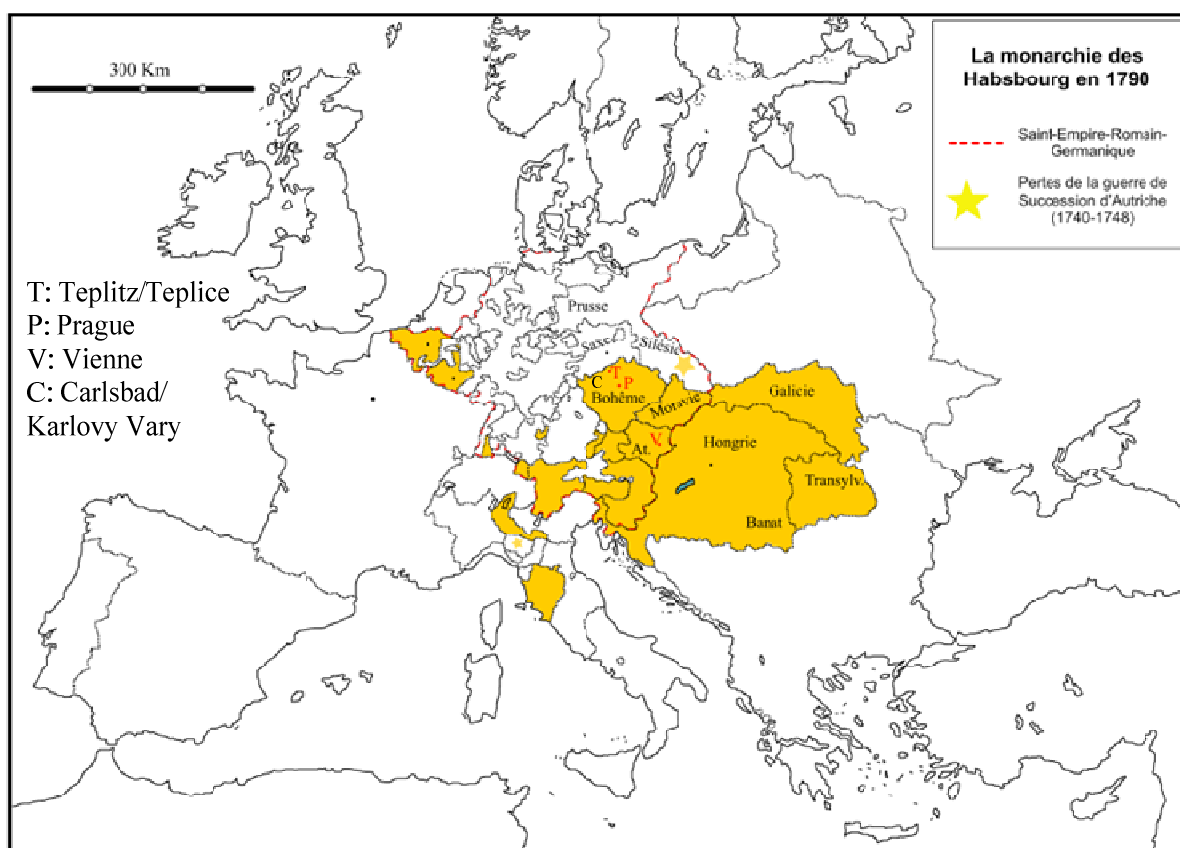 300 Km
La monarchie des
Habsbourg en 1790
Saint-Empire-Romain-
Germanique
Pertes de la guerre de
Succession d'Autriche
(1740-1748)
T: Teplitz/Teplice
P: Prague
V: Vienne
C: Carlsbad/
Karlovy Vary
Prusse
Saxe
Silésie
T
C
P
Bohême
Moravie
Galicie
V
At.
Hongrie
Transylv.
Banat